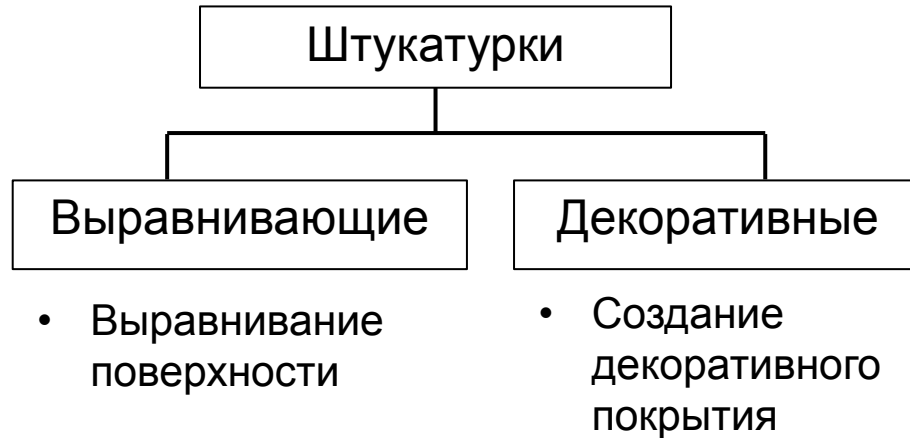 Штукатурки
Выравнивающие
Декоративные
• Выравнивание
поверхности
• Создание
декоративного
покрытия